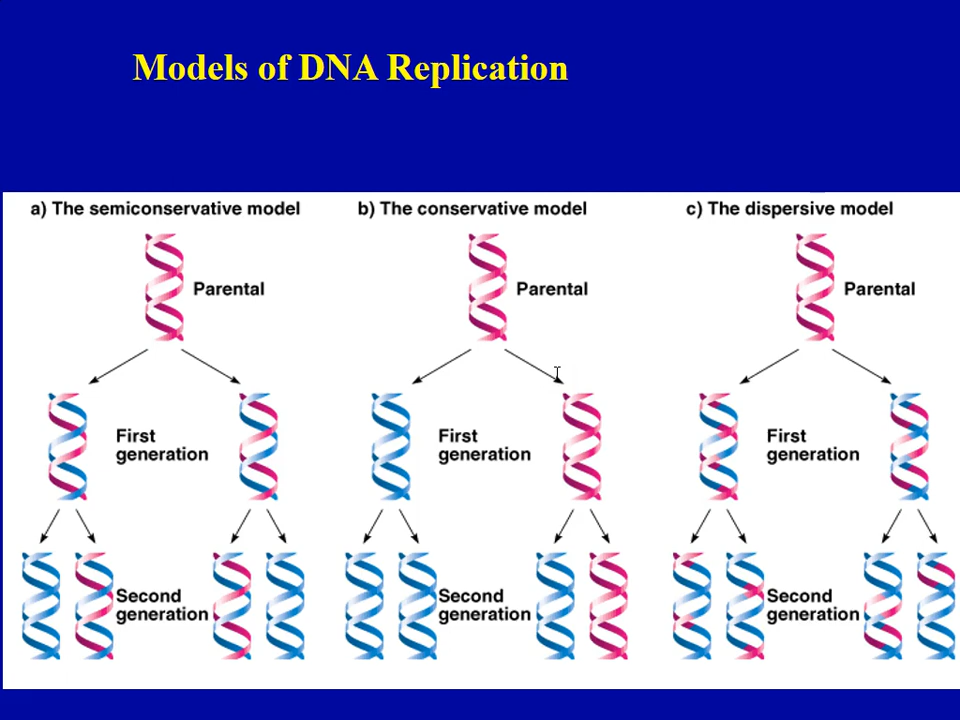 Models of DNA Replication
a) The semiconservative model
b) The conservative model
c) The dispersive model
Parental
Parental
Parental
First
generation
First
generation
First
generation
Second
generation
Second
generation
Second
generation